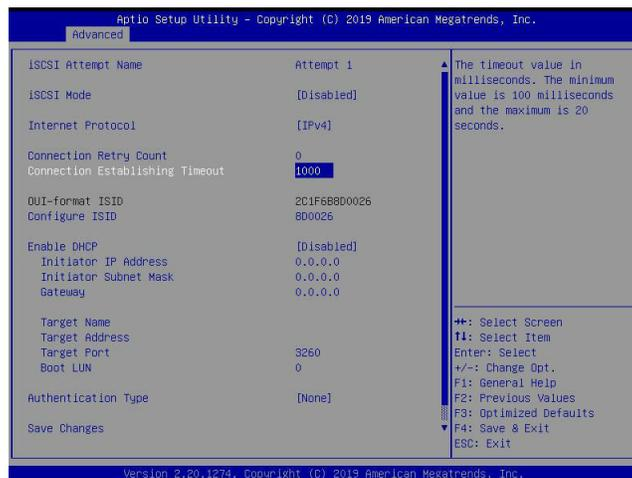 Aptio Setup Utility – Copyright (C) 2019 American Megatrends, Inc.
Advanced
iSCSI Attempt Name Attempt 1
iSCSI Mode [Disabled]
Internet Protocol [IPv4]
Connection Retry Count 0
Connection Establishing Timeout 1000
OUI-format ISID 2C1F6B8D0026
Configure ISID 8D0026
Enable DHCP [Disabled]
Initiator IP Address 0.0.0.0
Initiator Subnet Mask 0.0.0.0
Gateway 0.0.0.0
Target Name
Target Address
Target Port 3260
Boot LUN 0
Authentication Type [None]
Save Changes
The timeout value in
milliseconds. The minimum
value is 100 milliseconds
and the maximum is 20
seconds.
→←: Select Screen
↑↓: Select Item
Enter: Select
+/-: Change Opt.
F1: General Help
F2: Previous Values
F3: Optimized Defaults
F4: Save & Exit
ESC: Exit
Version 2.20.1274. Copyright (C) 2019 American Megatrends, Inc.